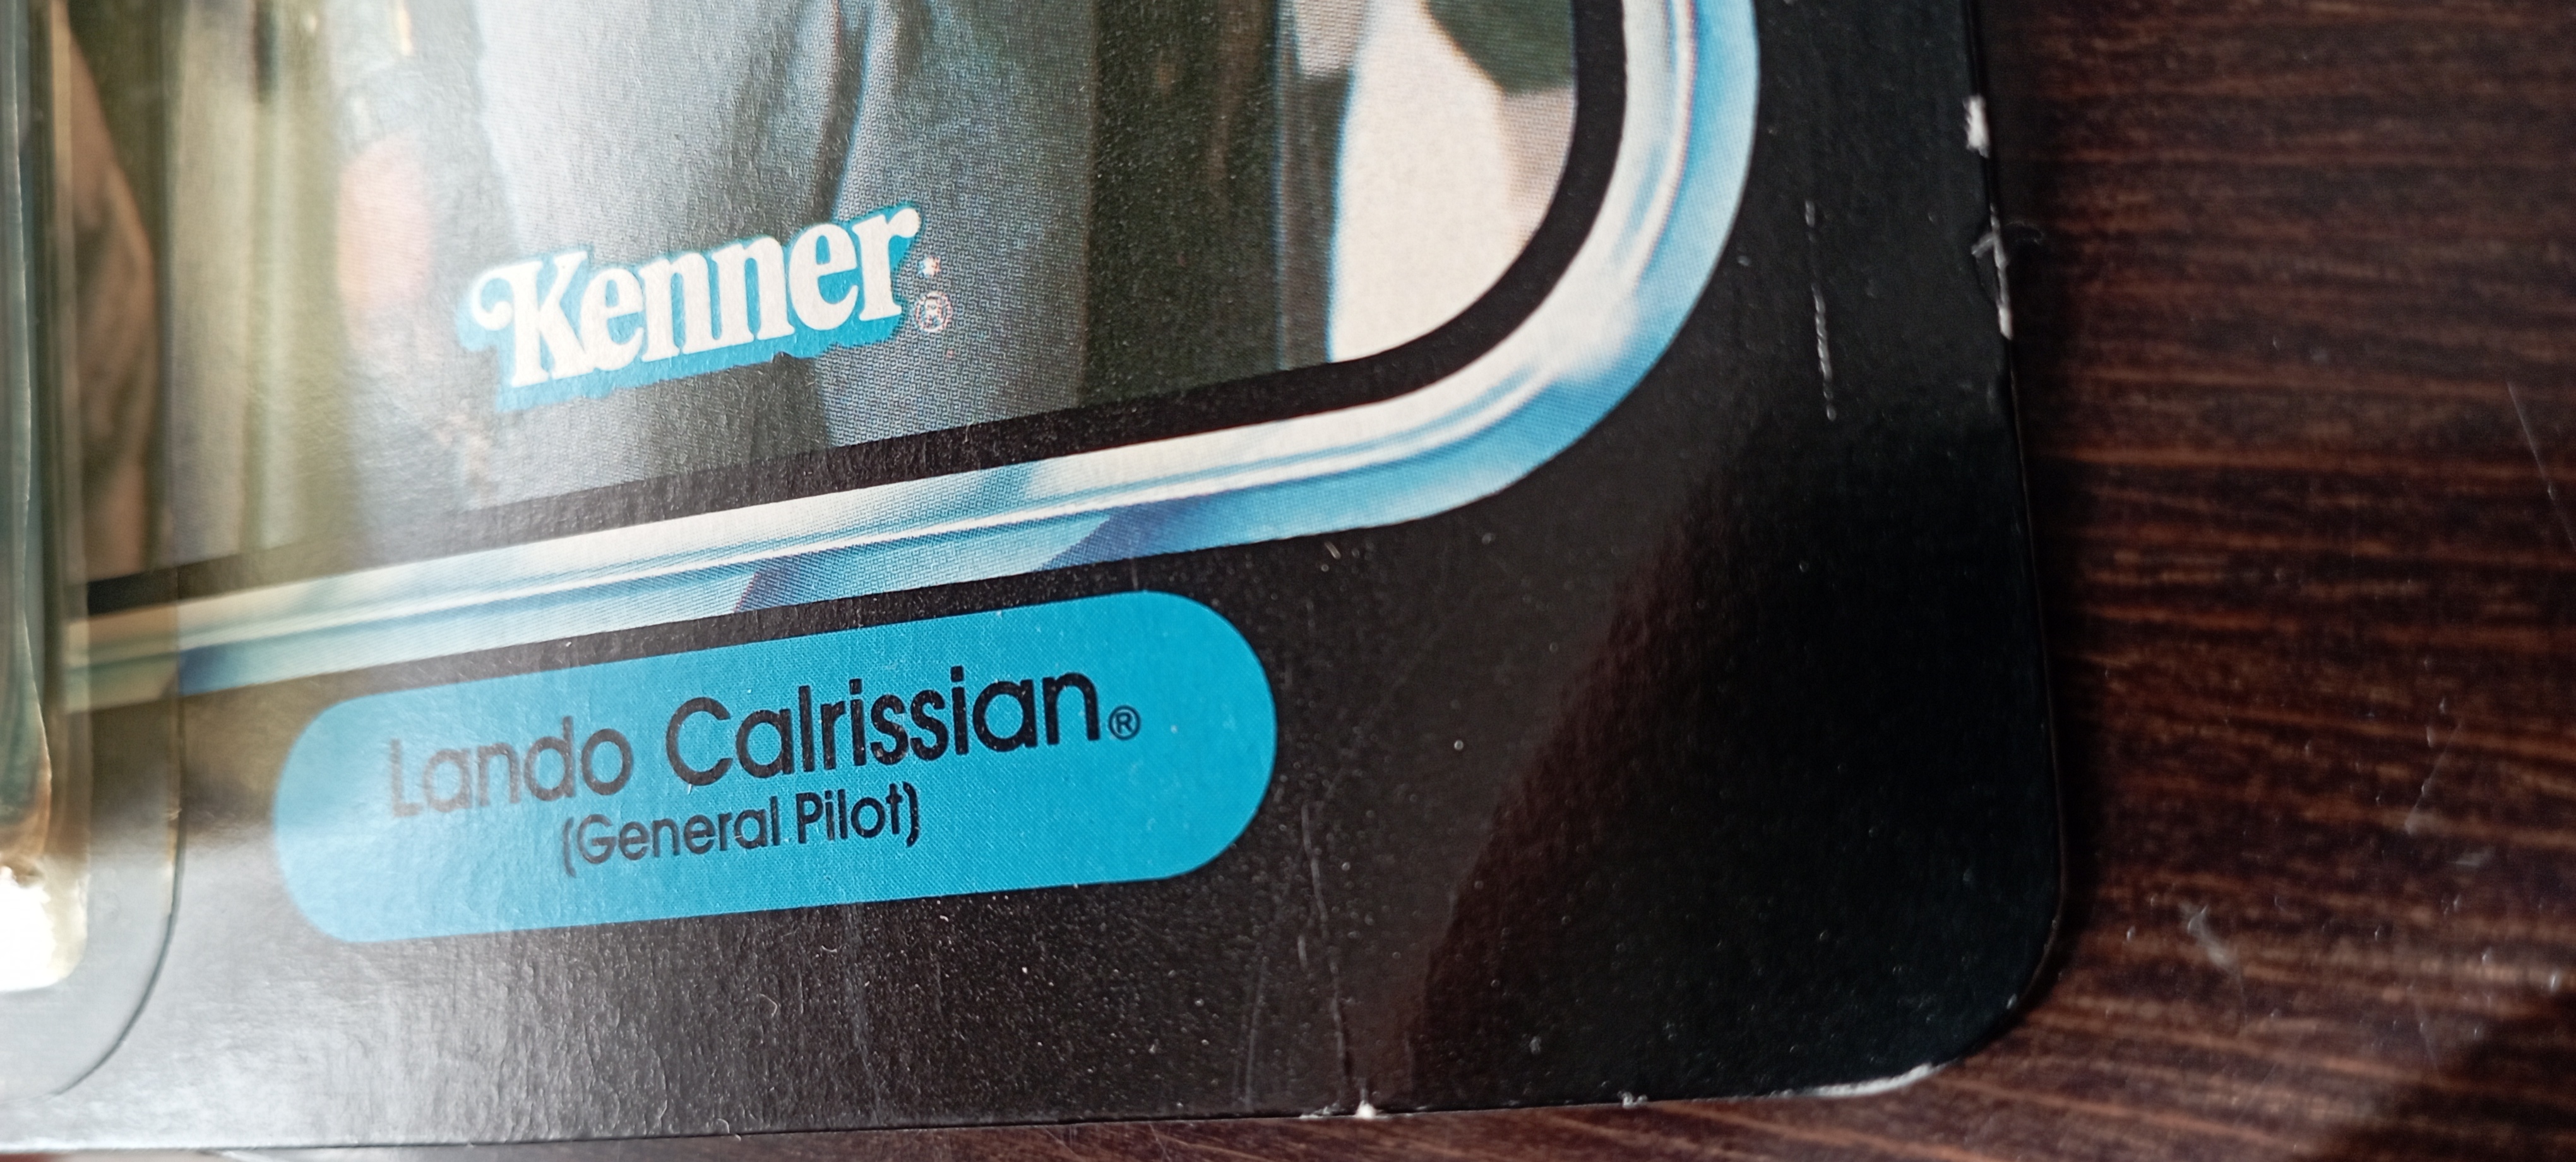 Kenner®
Lando Calrissian®
(General Pilot)